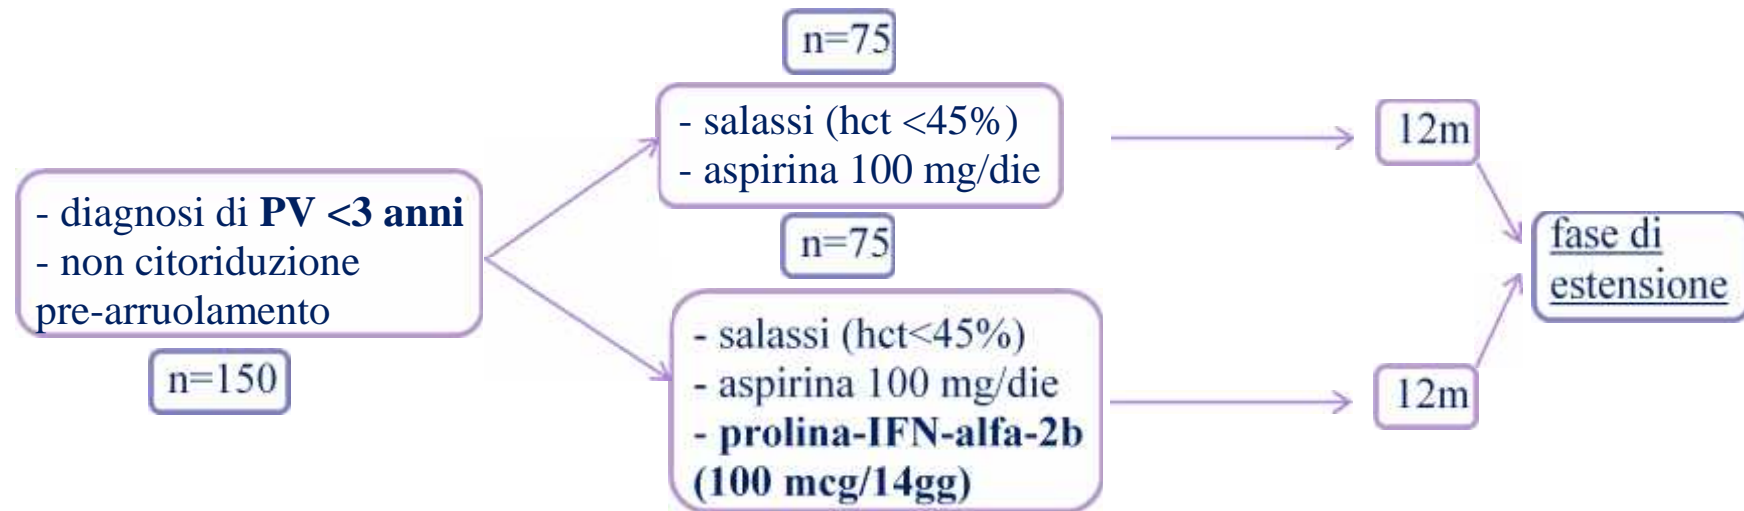 - diagnosi di PV <3 anni
- non citoriduzione
pre-arruolamento
n=150
n=75
- salassi (hct <45%)
- aspirina 100 mg/die
n=75
- salassi (hct<45%)
- aspirina 100 mg/die
- prolina-IFN-alfa-2b
(100 mcg/14gg)
12m
12m
fase di
estensione